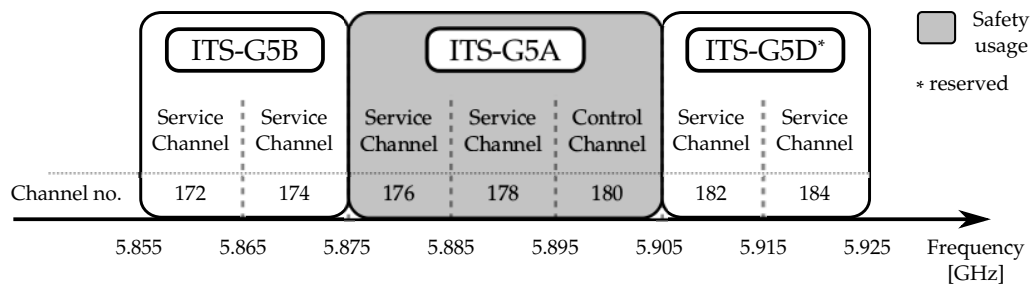 ITS-G5B ITS-G5A ITS-G5D* Safety
usage
* reserved
Service Service Service Service Control Service Service
Channel Channel Channel Channel Channel Channel Channel
Channel no. 172 174 176 178 180 182 184
5.855 5.865 5.875 5.885 5.895 5.905 5.915 5.925 Frequency
[GHz]